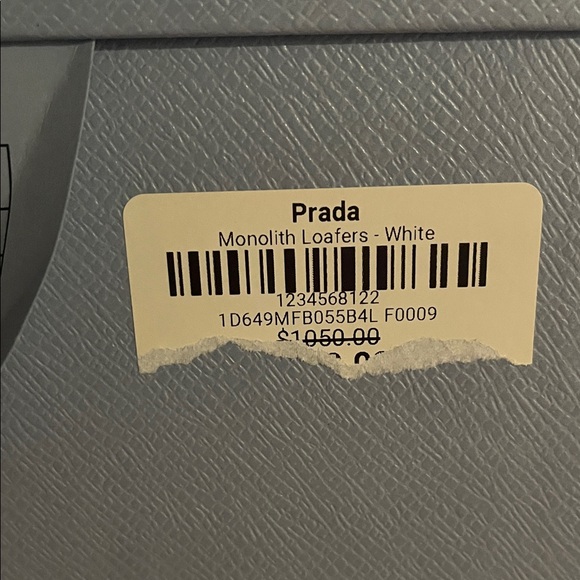 Prada
Monolith Loafers - White
1234568122
1D649MFB055B4L F0009
$1050.00